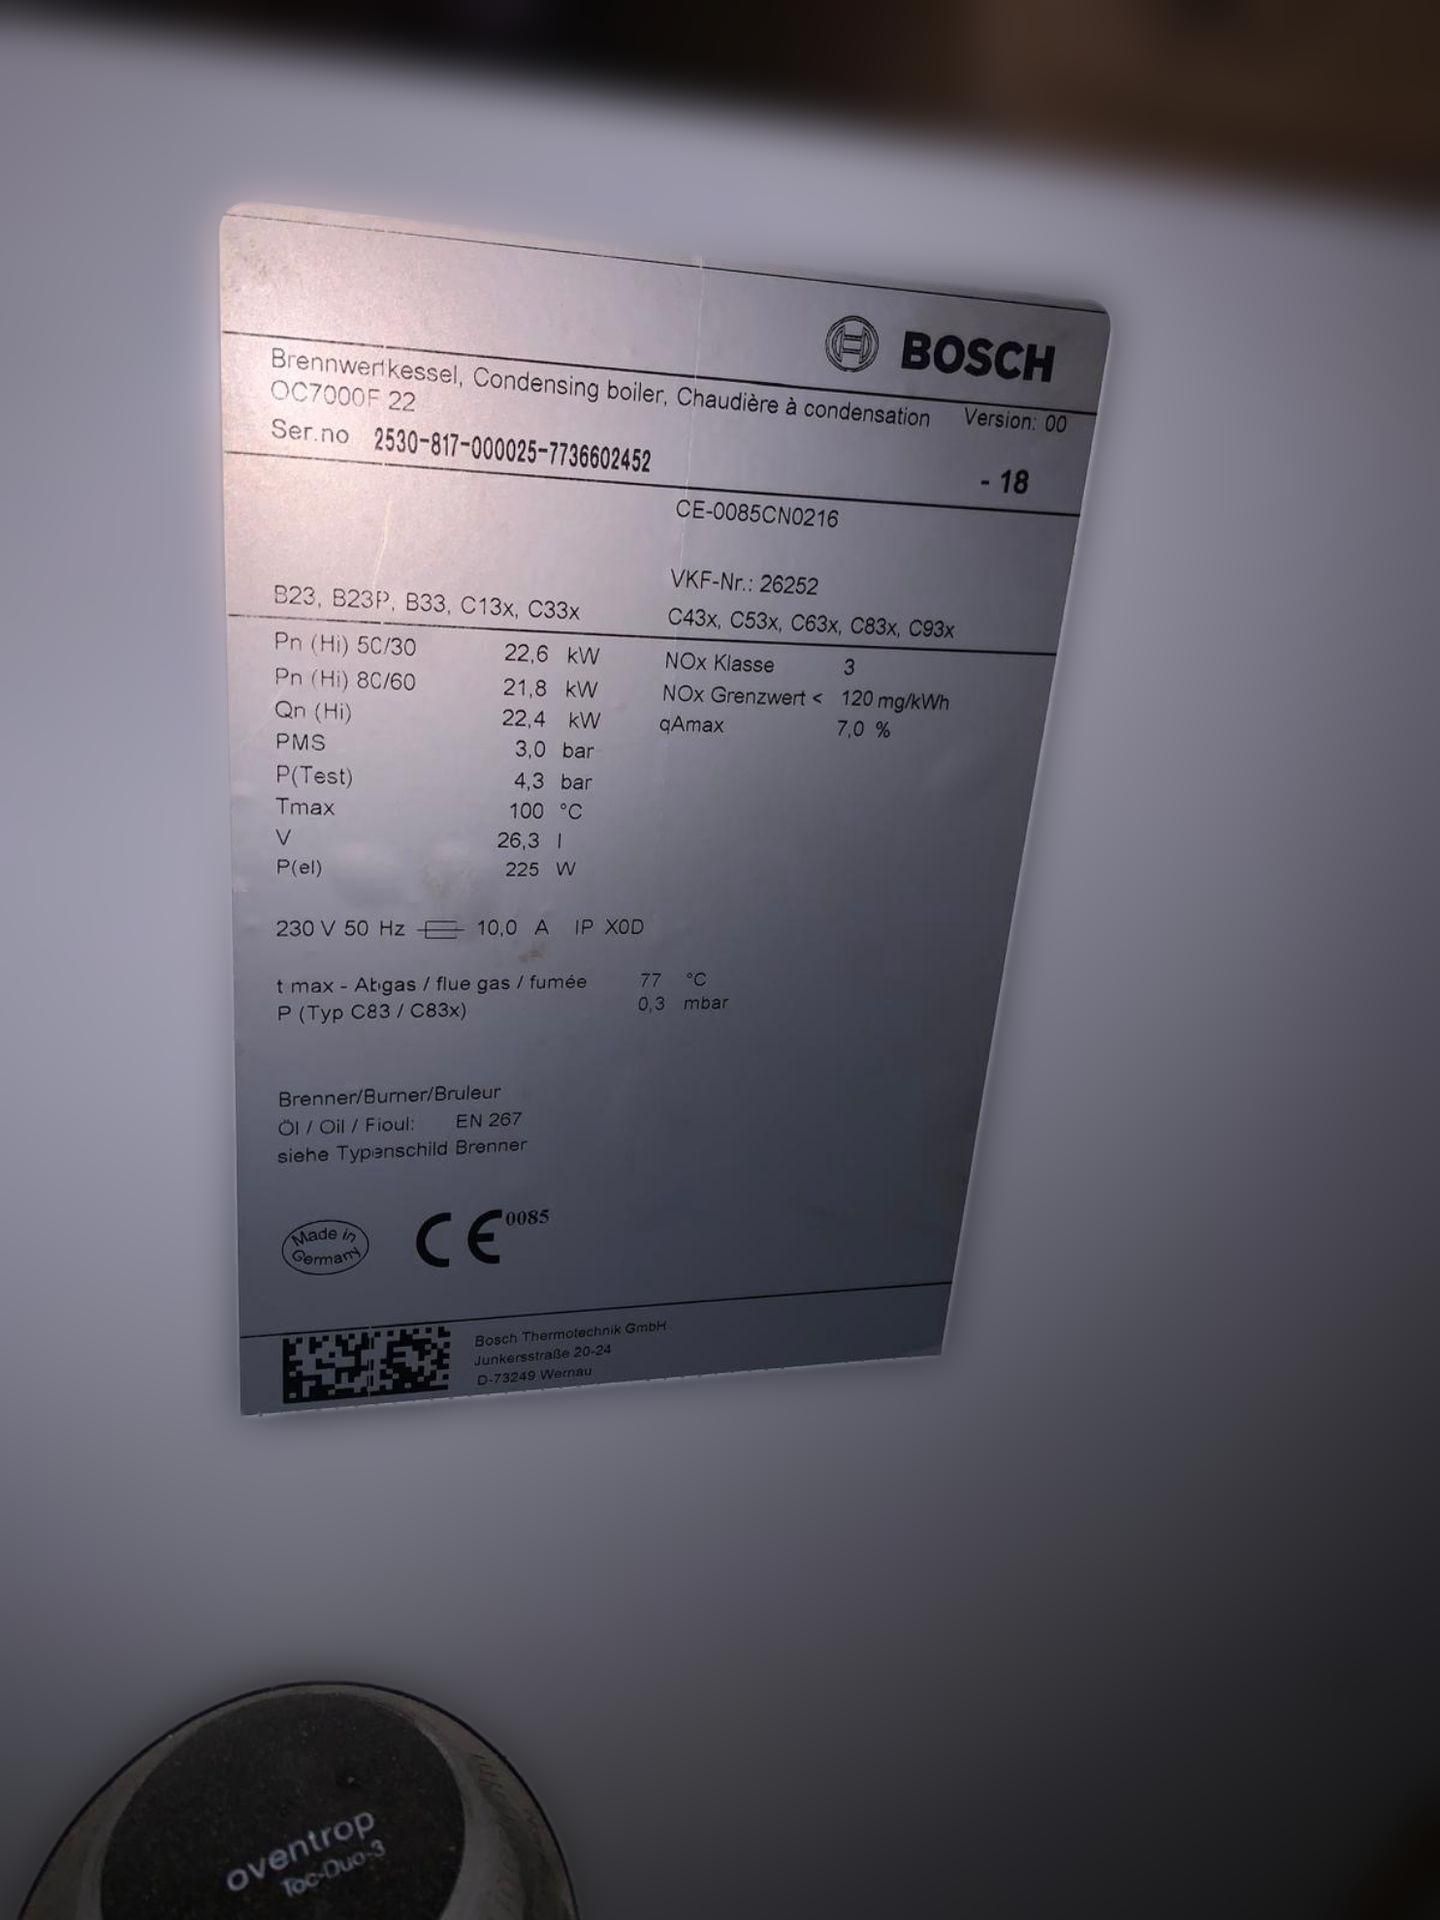 BOSCH
Brennwertkessel, Condensing boiler, Chaudière à condensation Version: 00
OC7000F 22
Ser.no 2530-817-000025-7736602452 - 18
CE-0085CN0216
VKF-Nr.: 26252
B23, B23P, B33, C13x, C33x C43x, C53x, C63x, C83x, C93x
Pn (Hi) 50/30 22,6 kW NOx Klasse 3
Pn (Hi) 80/60 21,8 kW NOx Grenzwert < 120 mg/kWh
Qn (Hi) 22,4 kW qAmax 7,0 %
PMS 3,0 bar
P(Test) 4,3 bar
Tmax 100 °C
V 26,3 l
P(el) 225 W
230 V 50 Hz 10,0 A IP X0D
t max - Abgas / flue gas / fumée 77 °C
P (Typ C83 / C83x) 0,3 mbar
Brenner/Burner/Bruleur
Öl / Oil / Fioul: EN 267
siehe Typenschild Brenner
Made in
Germany
CE 0085
Bosch Thermotechnik GmbH
Junkersstraße 20-24
D-73249 Wernau
oventrop
Toc-Duo-3